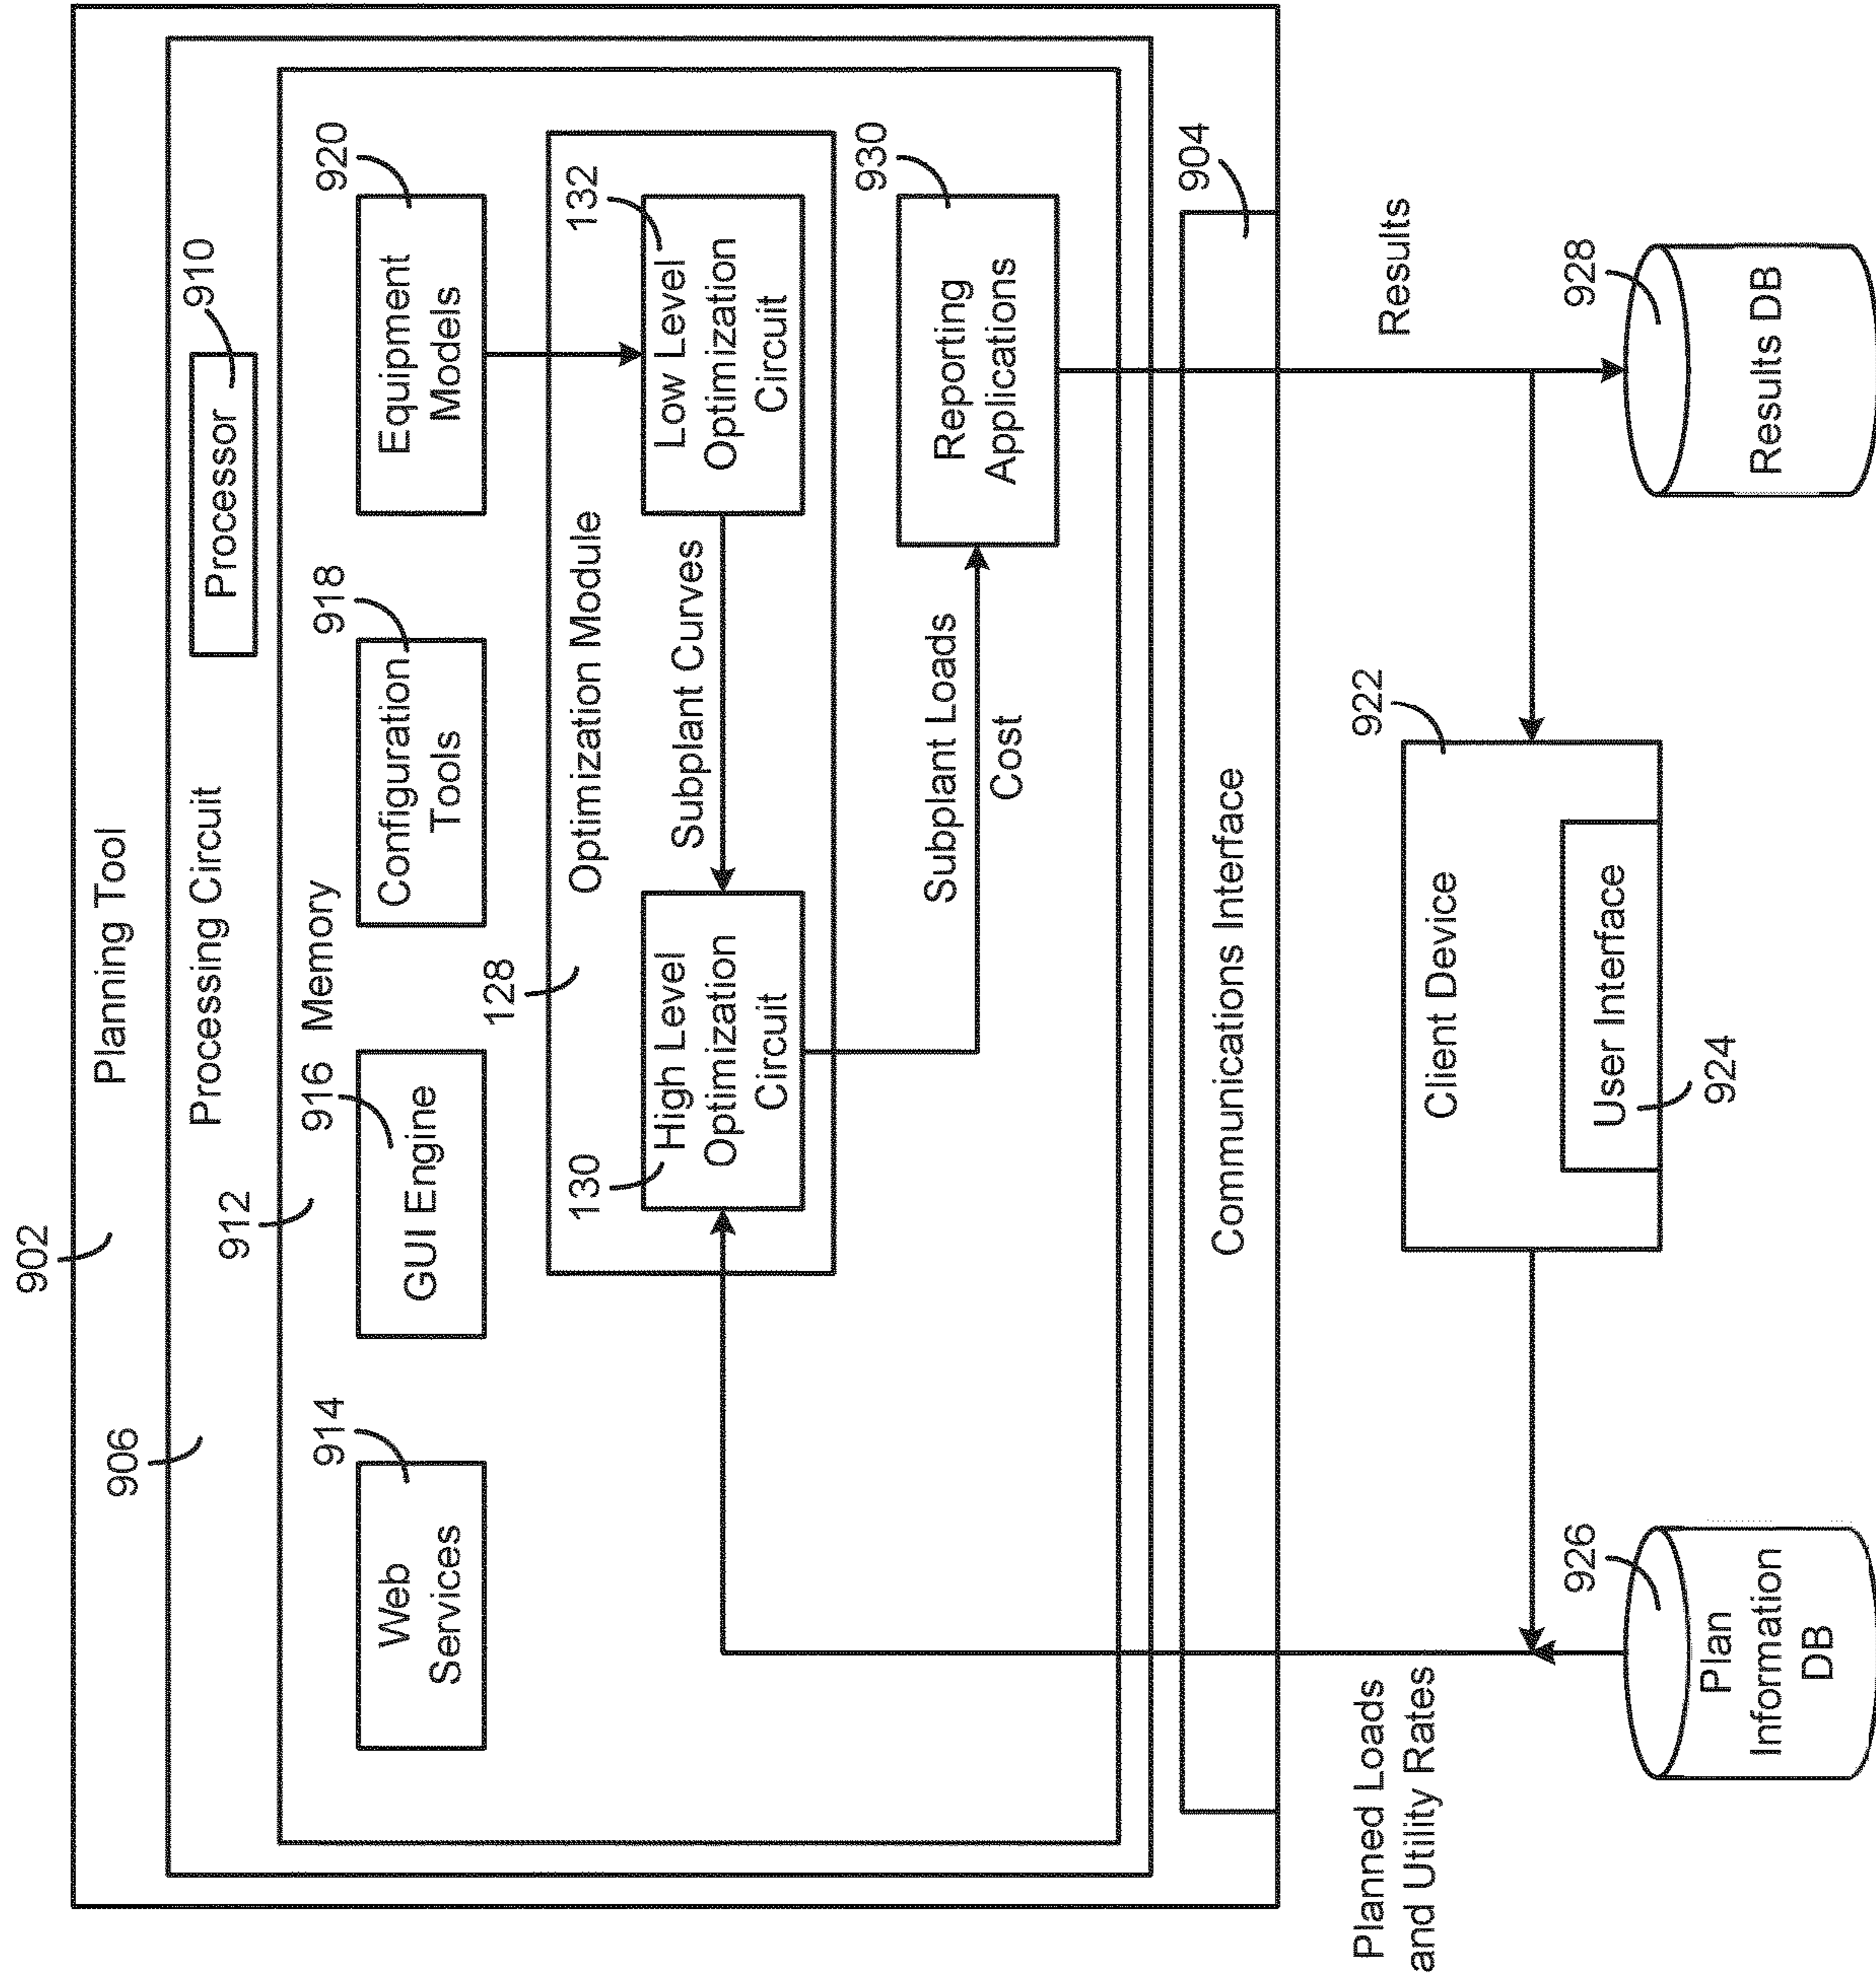 902
Planning Tool
906
Processing Circuit
Processor
910
912
Memory
914
Web
Services
916
GUI Engine
918
Configuration
Tools
920
Equipment
Models
128
Optimization Module
130
High Level
Optimization
Circuit
Subplant Curves
132
Low Level
Optimization
Circuit
Subplant Loads
Cost
930
Reporting
Applications
Communications Interface
904
Planned Loads
and Utility Rates
Results
922
Client Device
User Interface
924
926
Plan
Information
DB
928
Results DB